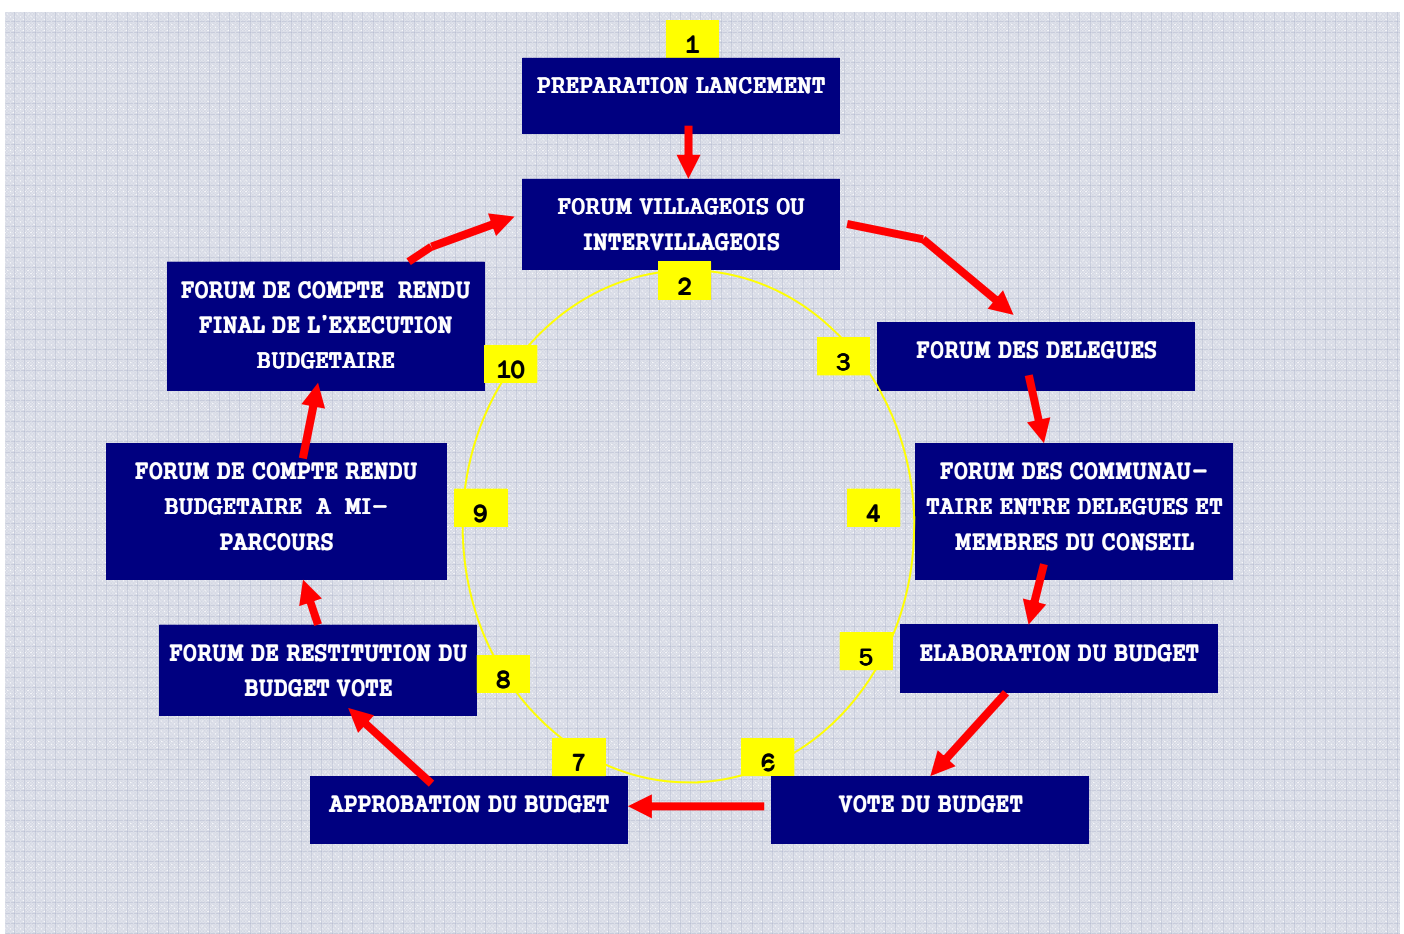 1
PREPARATION LANCEMENT
FORUM VILLAGEOIS OU
INTERVILLAGEOIS
2
3
FORUM DES DELEGUES
4
FORUM DES COMMUNAU-
TAIRE ENTRE DELEGUES ET
MEMBRES DU CONSEIL
5
ELABORATION DU BUDGET
6
VOTE DU BUDGET
7
APPROBATION DU BUDGET
8
FORUM DE RESTITUTION DU
BUDGET VOTE
9
FORUM DE COMPTE RENDU
BUDGETAIRE A MI-
PARCOURS
10
FORUM DE COMPTE RENDU
FINAL DE L'EXECUTION
BUDGETAIRE